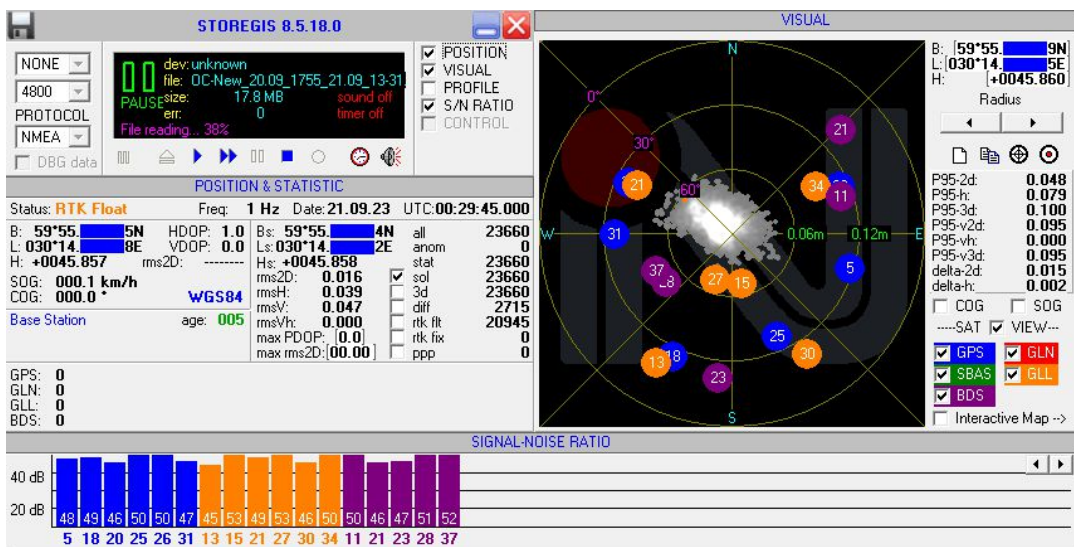 STOREGIS 8.5.18.0
NONE
4800
PROTOCOL
NMEA
DBG data
PAUSE
dev: unknown
file: OC-New_20.09_1755_21.09_13-31.
size: 17.8 MB sound off
err: 0 timer off
File reading... 38%
POSITION
VISUAL
PROFILE
S/N RATIO
CONTROL
POSITION & STATISTIC
Status: RTK Float Freq: 1 Hz Date: 21.09.23 UTC: 00:29:45.000
B: 59*55. 5N HDOP: 1.0
L: 030*14. 8E VDOP: 0.0
H: +0045.857 rms2D: --------
SOG: 000.1 km/h
COG: 000.0 * WGS84
Base Station age: 005
Bs: 59*55. 4N
Ls: 030*14. 2E
Hs: +0045.858
rms2D: 0.016
rmsH: 0.039
rmsV: 0.047
rmsVh: 0.000
max PDOP: [0.0]
max rms2D: [00.00]
all 23660
anom 0
stat 23660
sol 23660
3d 23660
diff 2715
rtk flt 20945
rtk fix 0
ppp 0
GPS: 0
GLN: 0
GLL: 0
BDS: 0
VISUAL
N
0°
21
30°
21
34
11
60°
W
31
0.06m
0.12m
E
37
27
15
5
25
30
13
18
23
S
B: [59*55. 9N]
L: [030*14. 5E]
H: [+0045.860]
Radius
P95-2d: 0.048
P95-h: 0.079
P95-3d: 0.100
P95-v2d: 0.095
P95-vh: 0.000
P95-v3d: 0.095
delta-2d: 0.015
delta-h: 0.002
COG SOG
-----SAT VIEW---
GPS GLN
SBAS GLL
BDS
Interactive Map -->
SIGNAL-NOISE RATIO
40 dB
20 dB
48 49 46 50 50 47 45 53 49 53 46 50 50 46 47 51 52
5 18 20 25 26 31 13 15 21 27 30 34 11 21 23 28 37